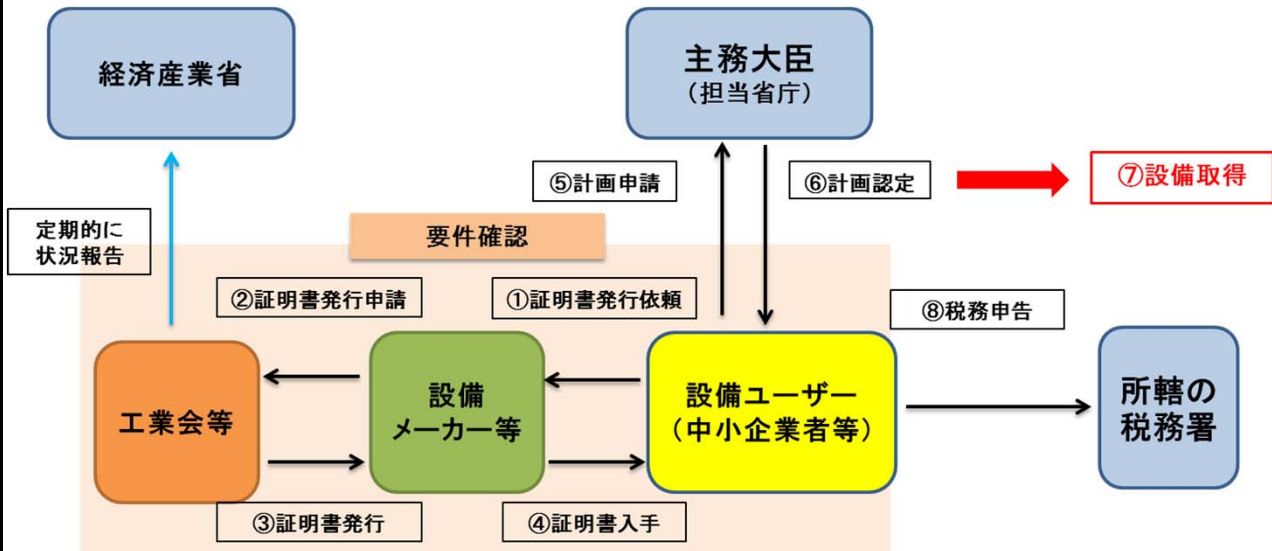 経済産業省
主務大臣
（担当省庁）
⑤計画申請
⑥計画認定
⑦設備取得
定期的に
状況報告
要件確認
②証明書発行申請
①証明書発行依頼
⑧税務申告
工業会等
設備
メーカー等
設備ユーザー
（中小企業者等）
所轄の
税務署
③証明書発行
④証明書入手